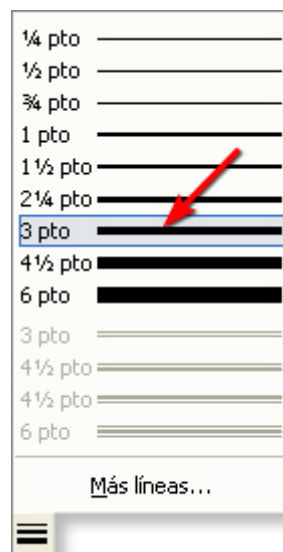 ¼ pto
½ pto
¾ pto
1 pto
1½ pto
2¼ pto
3 pto
4½ pto
6 pto
3 pto
4½ pto
4½ pto
6 pto
Más líneas...